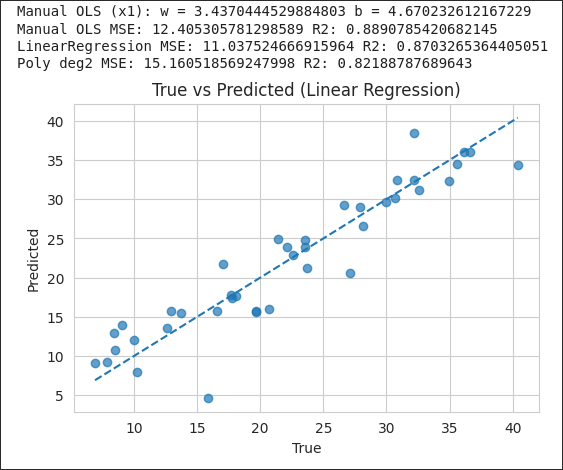 Manual OLS (x1): w = 3.4370444529884803 b = 4.670232612167229
Manual OLS MSE: 12.405305781298569 R2: 0.8890785420682145
LinearRegression MSE: 11.037524666915964 R2: 0.8703265364405051
Poly deg2 MSE: 15.160518569247998 R2: 0.82188787689643
True vs Predicted (Linear Regression)
40
35
30
25
20
15
10
5
Predicted
10 15 20 25 30 35 40
True